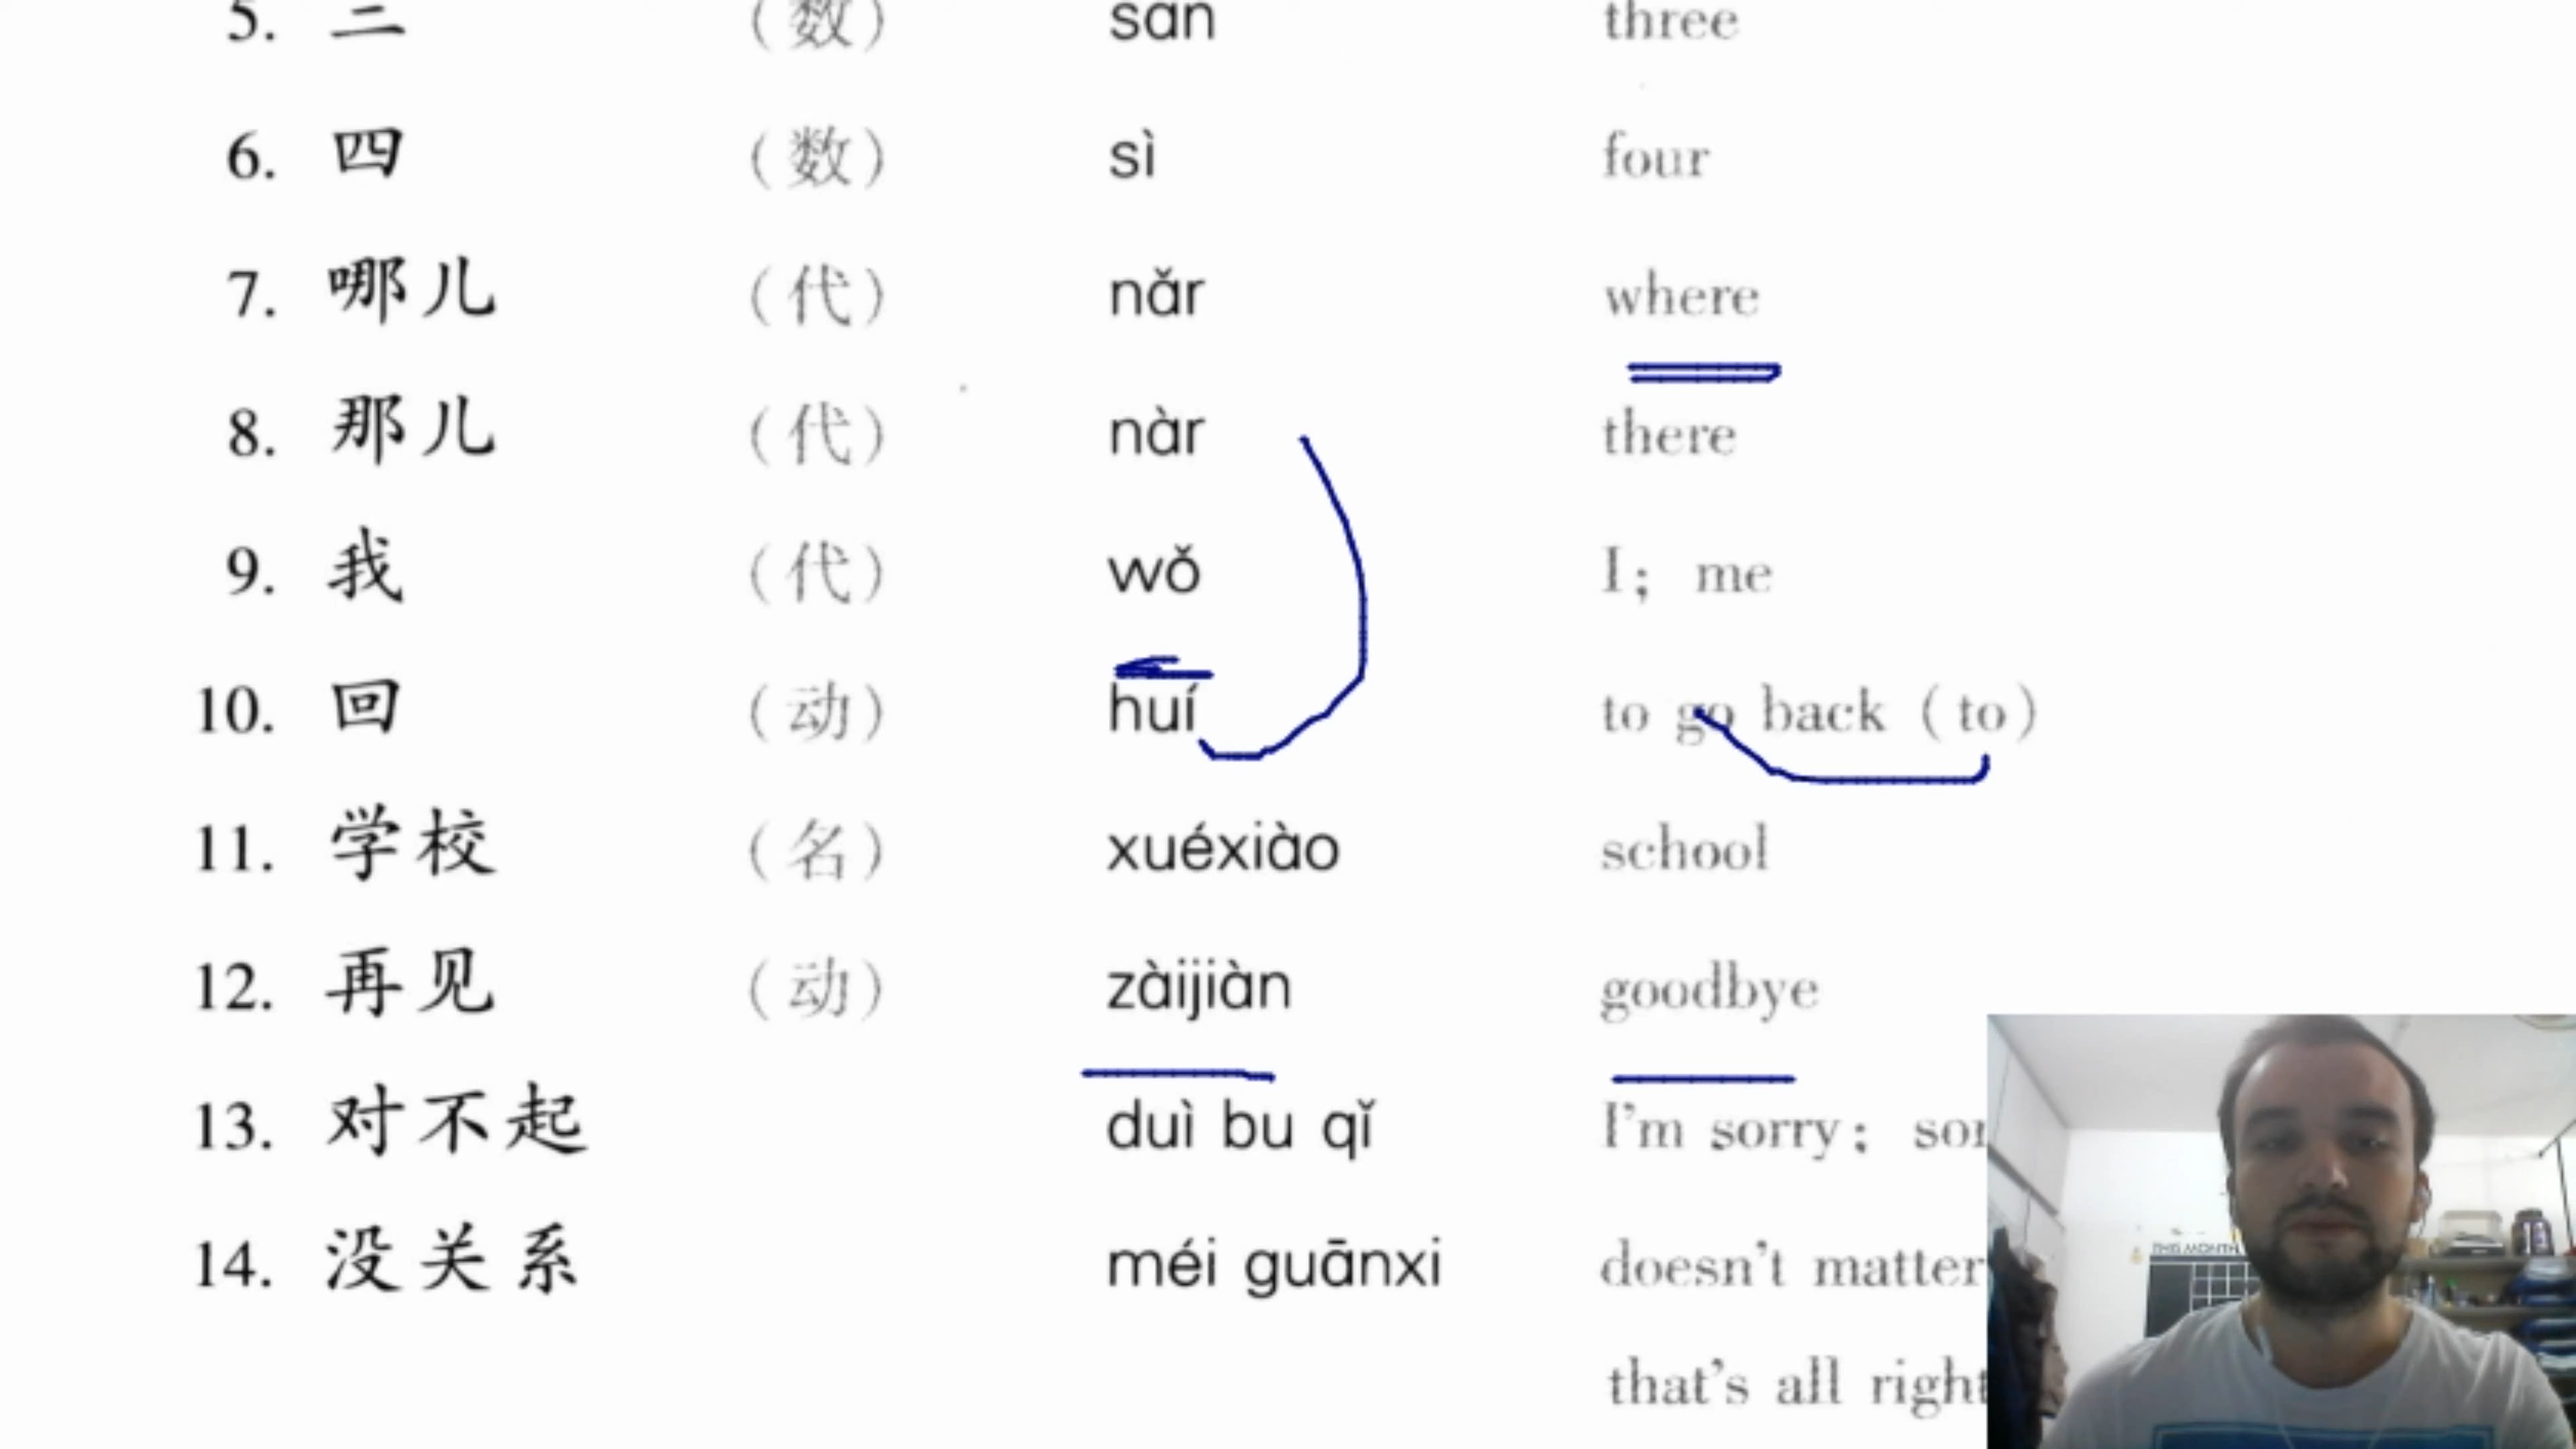 5. 三 (数) sān three
6. 四 (数) sì four
7. 哪儿 (代) nǎr where
8. 那儿 (代) nàr there
9. 我 (代) wǒ I; me
10. 回 (动) huí to go back (to)
11. 学校 (名) xuéxiào school
12. 再见 (动) zàijiàn goodbye
13. 对不起 duì bu qǐ I'm sorry;
14. 没关系 méi guānxi doesn't matter
that's all right
THIS MONTH